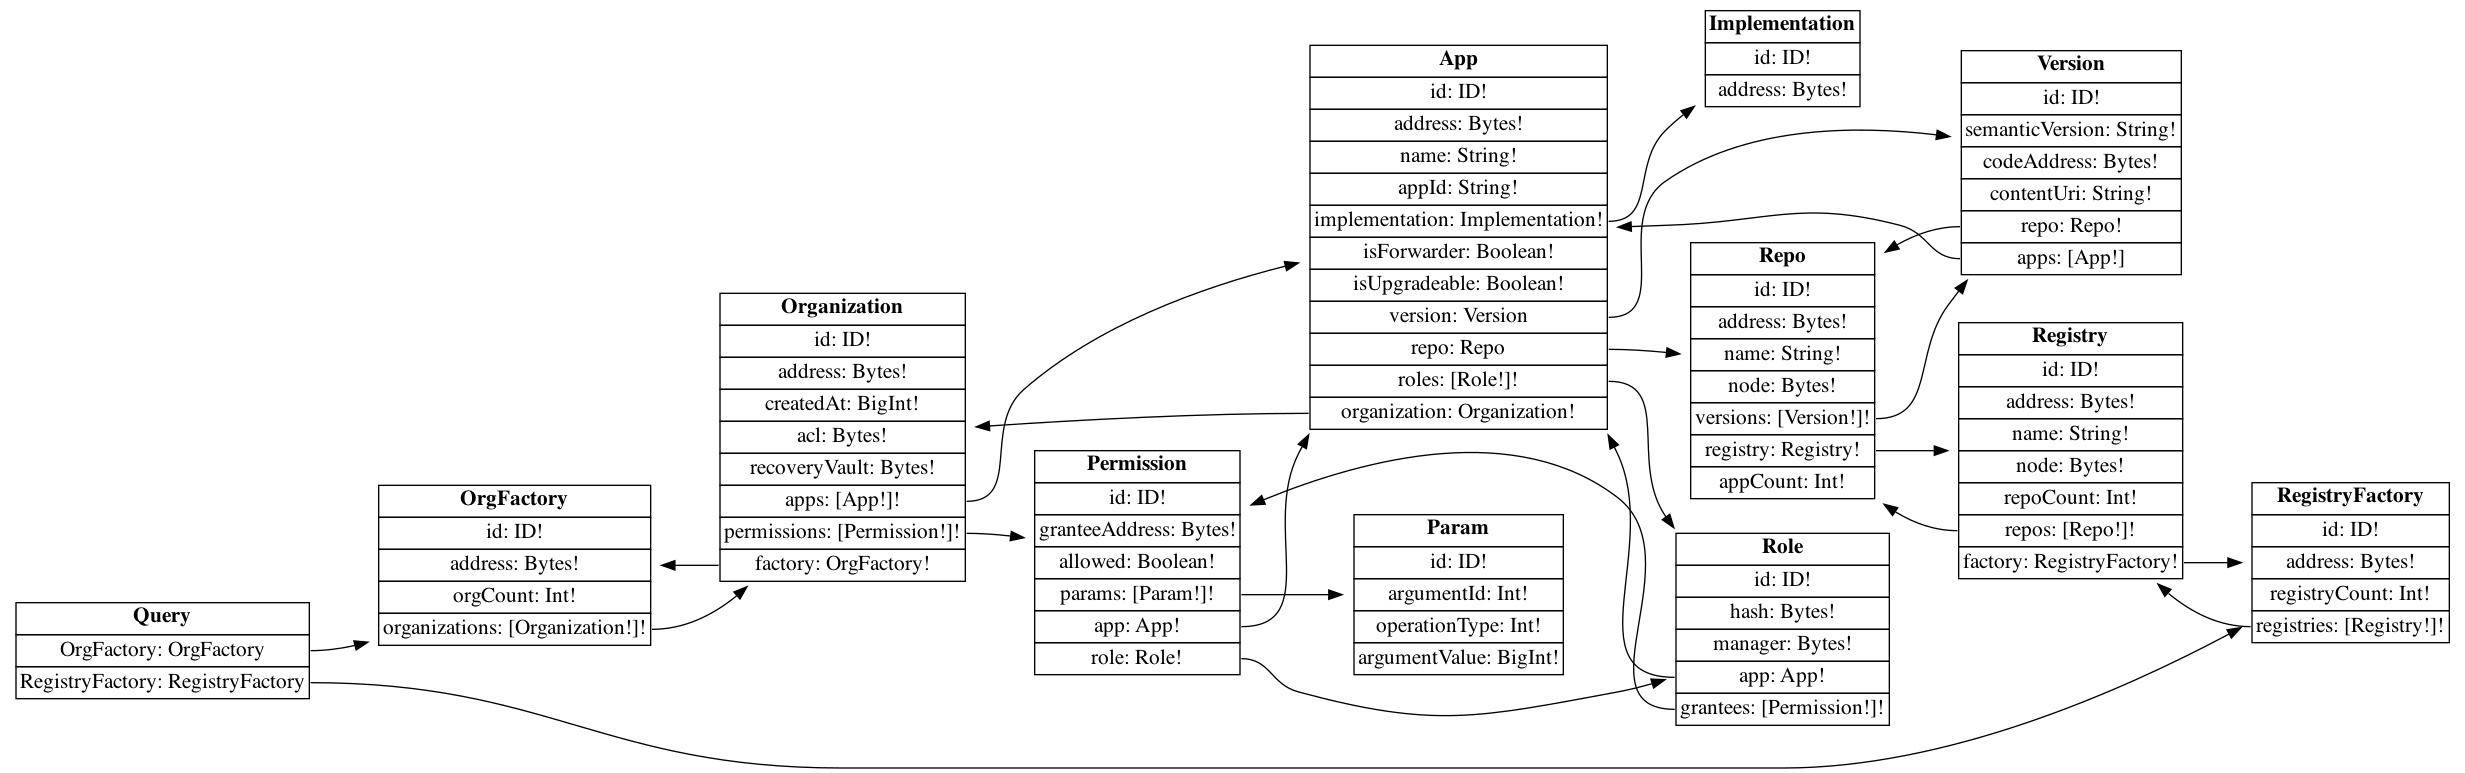 Query
OrgFactory: OrgFactory
RegistryFactory: RegistryFactory
OrgFactory
id: ID!
address: Bytes!
orgCount: Int!
organizations: [Organization!]!
Organization
id: ID!
address: Bytes!
createdAt: BigInt!
acl: Bytes!
recoveryVault: Bytes!
apps: [App!]!
permissions: [Permission!]!
factory: OrgFactory!
Permission
id: ID!
granteeAddress: Bytes!
allowed: Boolean!
params: [Param!]!
app: App!
role: Role!
App
id: ID!
address: Bytes!
name: String!
appId: String!
implementation: Implementation!
isForwarder: Boolean!
isUpgradeable: Boolean!
version: Version
repo: Repo
roles: [Role!]!
organization: Organization!
Param
id: ID!
argumentId: Int!
operationType: Int!
argumentValue: BigInt!
Implementation
id: ID!
address: Bytes!
Repo
id: ID!
address: Bytes!
name: String!
node: Bytes!
versions: [Version!]!
registry: Registry!
appCount: Int!
Role
id: ID!
hash: Bytes!
manager: Bytes!
app: App!
grantees: [Permission!]!
Version
id: ID!
semanticVersion: String!
codeAddress: Bytes!
contentUri: String!
repo: Repo!
apps: [App!]
Registry
id: ID!
address: Bytes!
name: String!
node: Bytes!
repoCount: Int!
repos: [Repo!]!
factory: RegistryFactory!
RegistryFactory
id: ID!
address: Bytes!
registryCount: Int!
registries: [Registry!]!